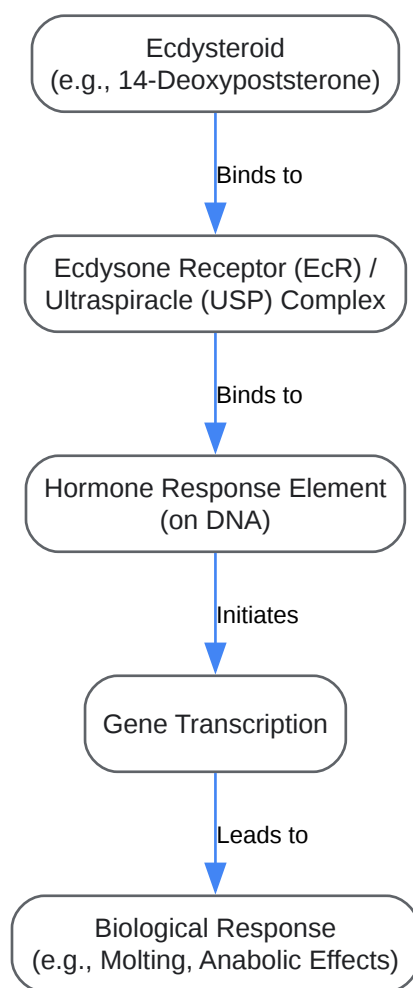 Ecdysteroid
(e.g., 14-Deoxypoststerone)
Binds to
Ecdysone Receptor (EcR) /
Ultraspiracle (USP) Complex
Binds to
Hormone Response Element
(on DNA)
Initiates
Gene Transcription
Leads to
Biological Response
(e.g., Molting, Anabolic Effects)